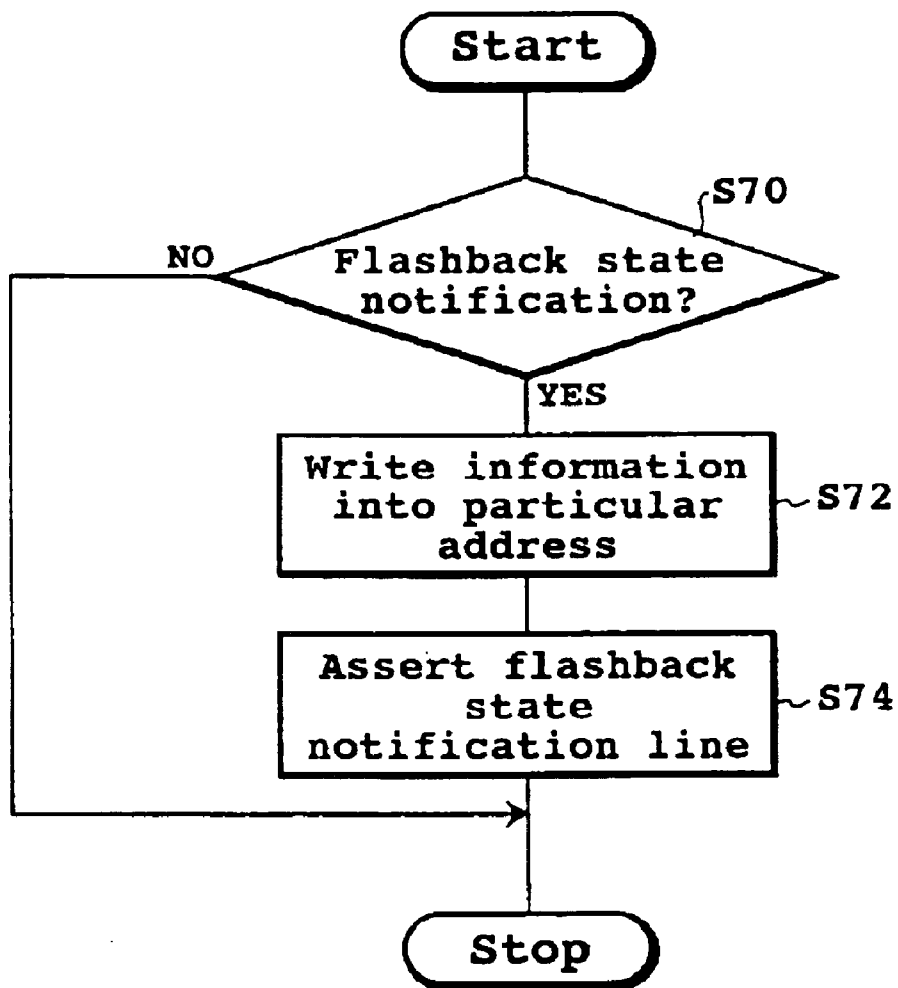 Start
S70
NO
Flashback state
notification?
YES
Write information
into particular
address
S72
Assert flashback
state
notification line
S74
Stop